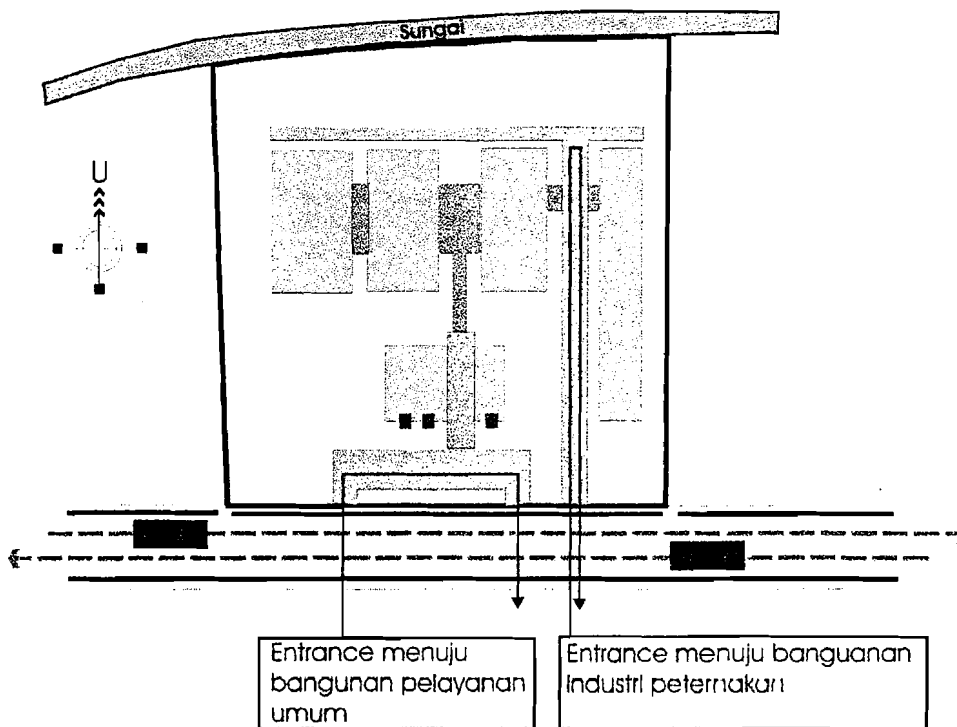 Sungai
U
Entrance menuju
bangunan pelayanan
umum
Entrance menuju banguanan
industri peternakan